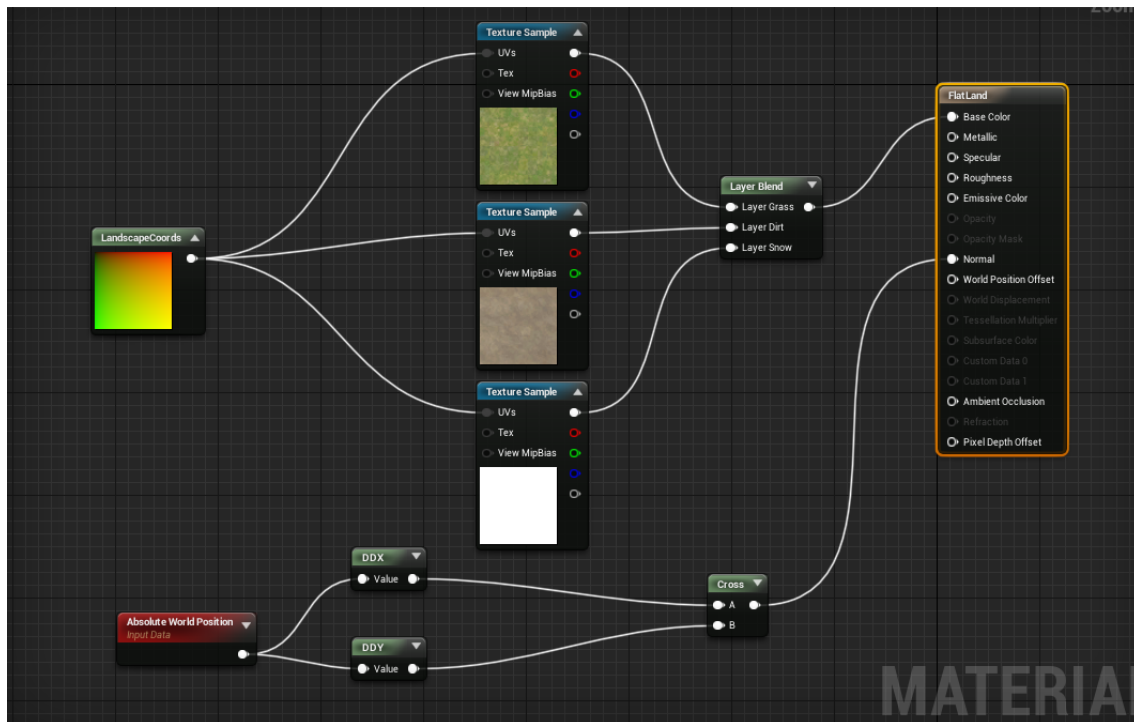 Texture Sample
UVs
Tex
View MipBias
Texture Sample
UVs
Tex
View MipBias
Texture Sample
UVs
Tex
View MipBias
LandscapeCoords
Layer Blend
Layer Grass
Layer Dirt
Layer Snow
FlatLand
Base Color
Metallic
Specular
Roughness
Emissive Color
Opacity
Opacity Mask
Normal
World Position Offset
World Displacement
Tessellation Multiplier
Subsurface Color
Custom Data 0
Custom Data 1
Ambient Occlusion
Refraction
Pixel Depth Offset
Absolute World Position
Input Data
DDX
Value
DDY
Value
Cross
A
B